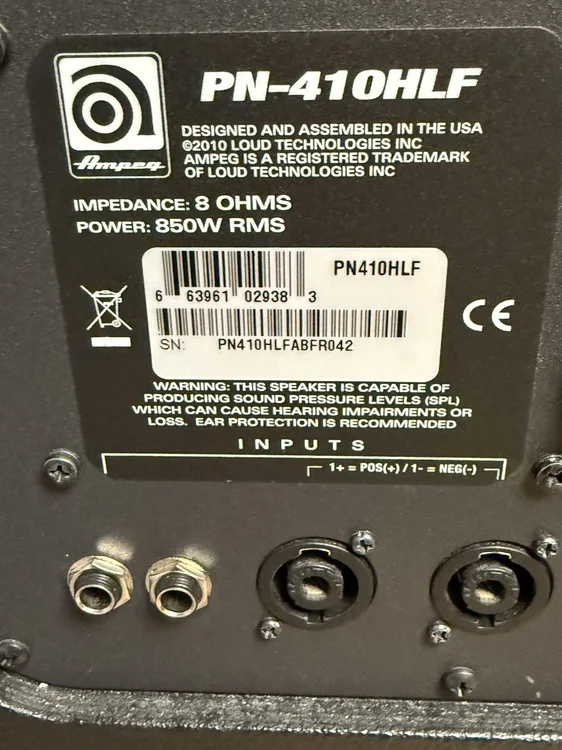 Ampeg
PN-410HLF
DESIGNED AND ASSEMBLED IN THE USA
©2010 LOUD TECHNOLOGIES INC
AMPEG IS A REGISTERED TRADEMARK
OF LOUD TECHNOLOGIES INC
IMPEDANCE: 8 OHMS
POWER: 850W RMS
PN410HLF
6 63961 02938 3
SN: PN410HLFABFR042
CE
WARNING: THIS SPEAKER IS CAPABLE OF
PRODUCING SOUND PRESSURE LEVELS (SPL)
WHICH CAN CAUSE HEARING IMPAIRMENTS OR
LOSS. EAR PROTECTION IS RECOMMENDED
INPUTS
1+ = POS(+) / 1- = NEG(-)